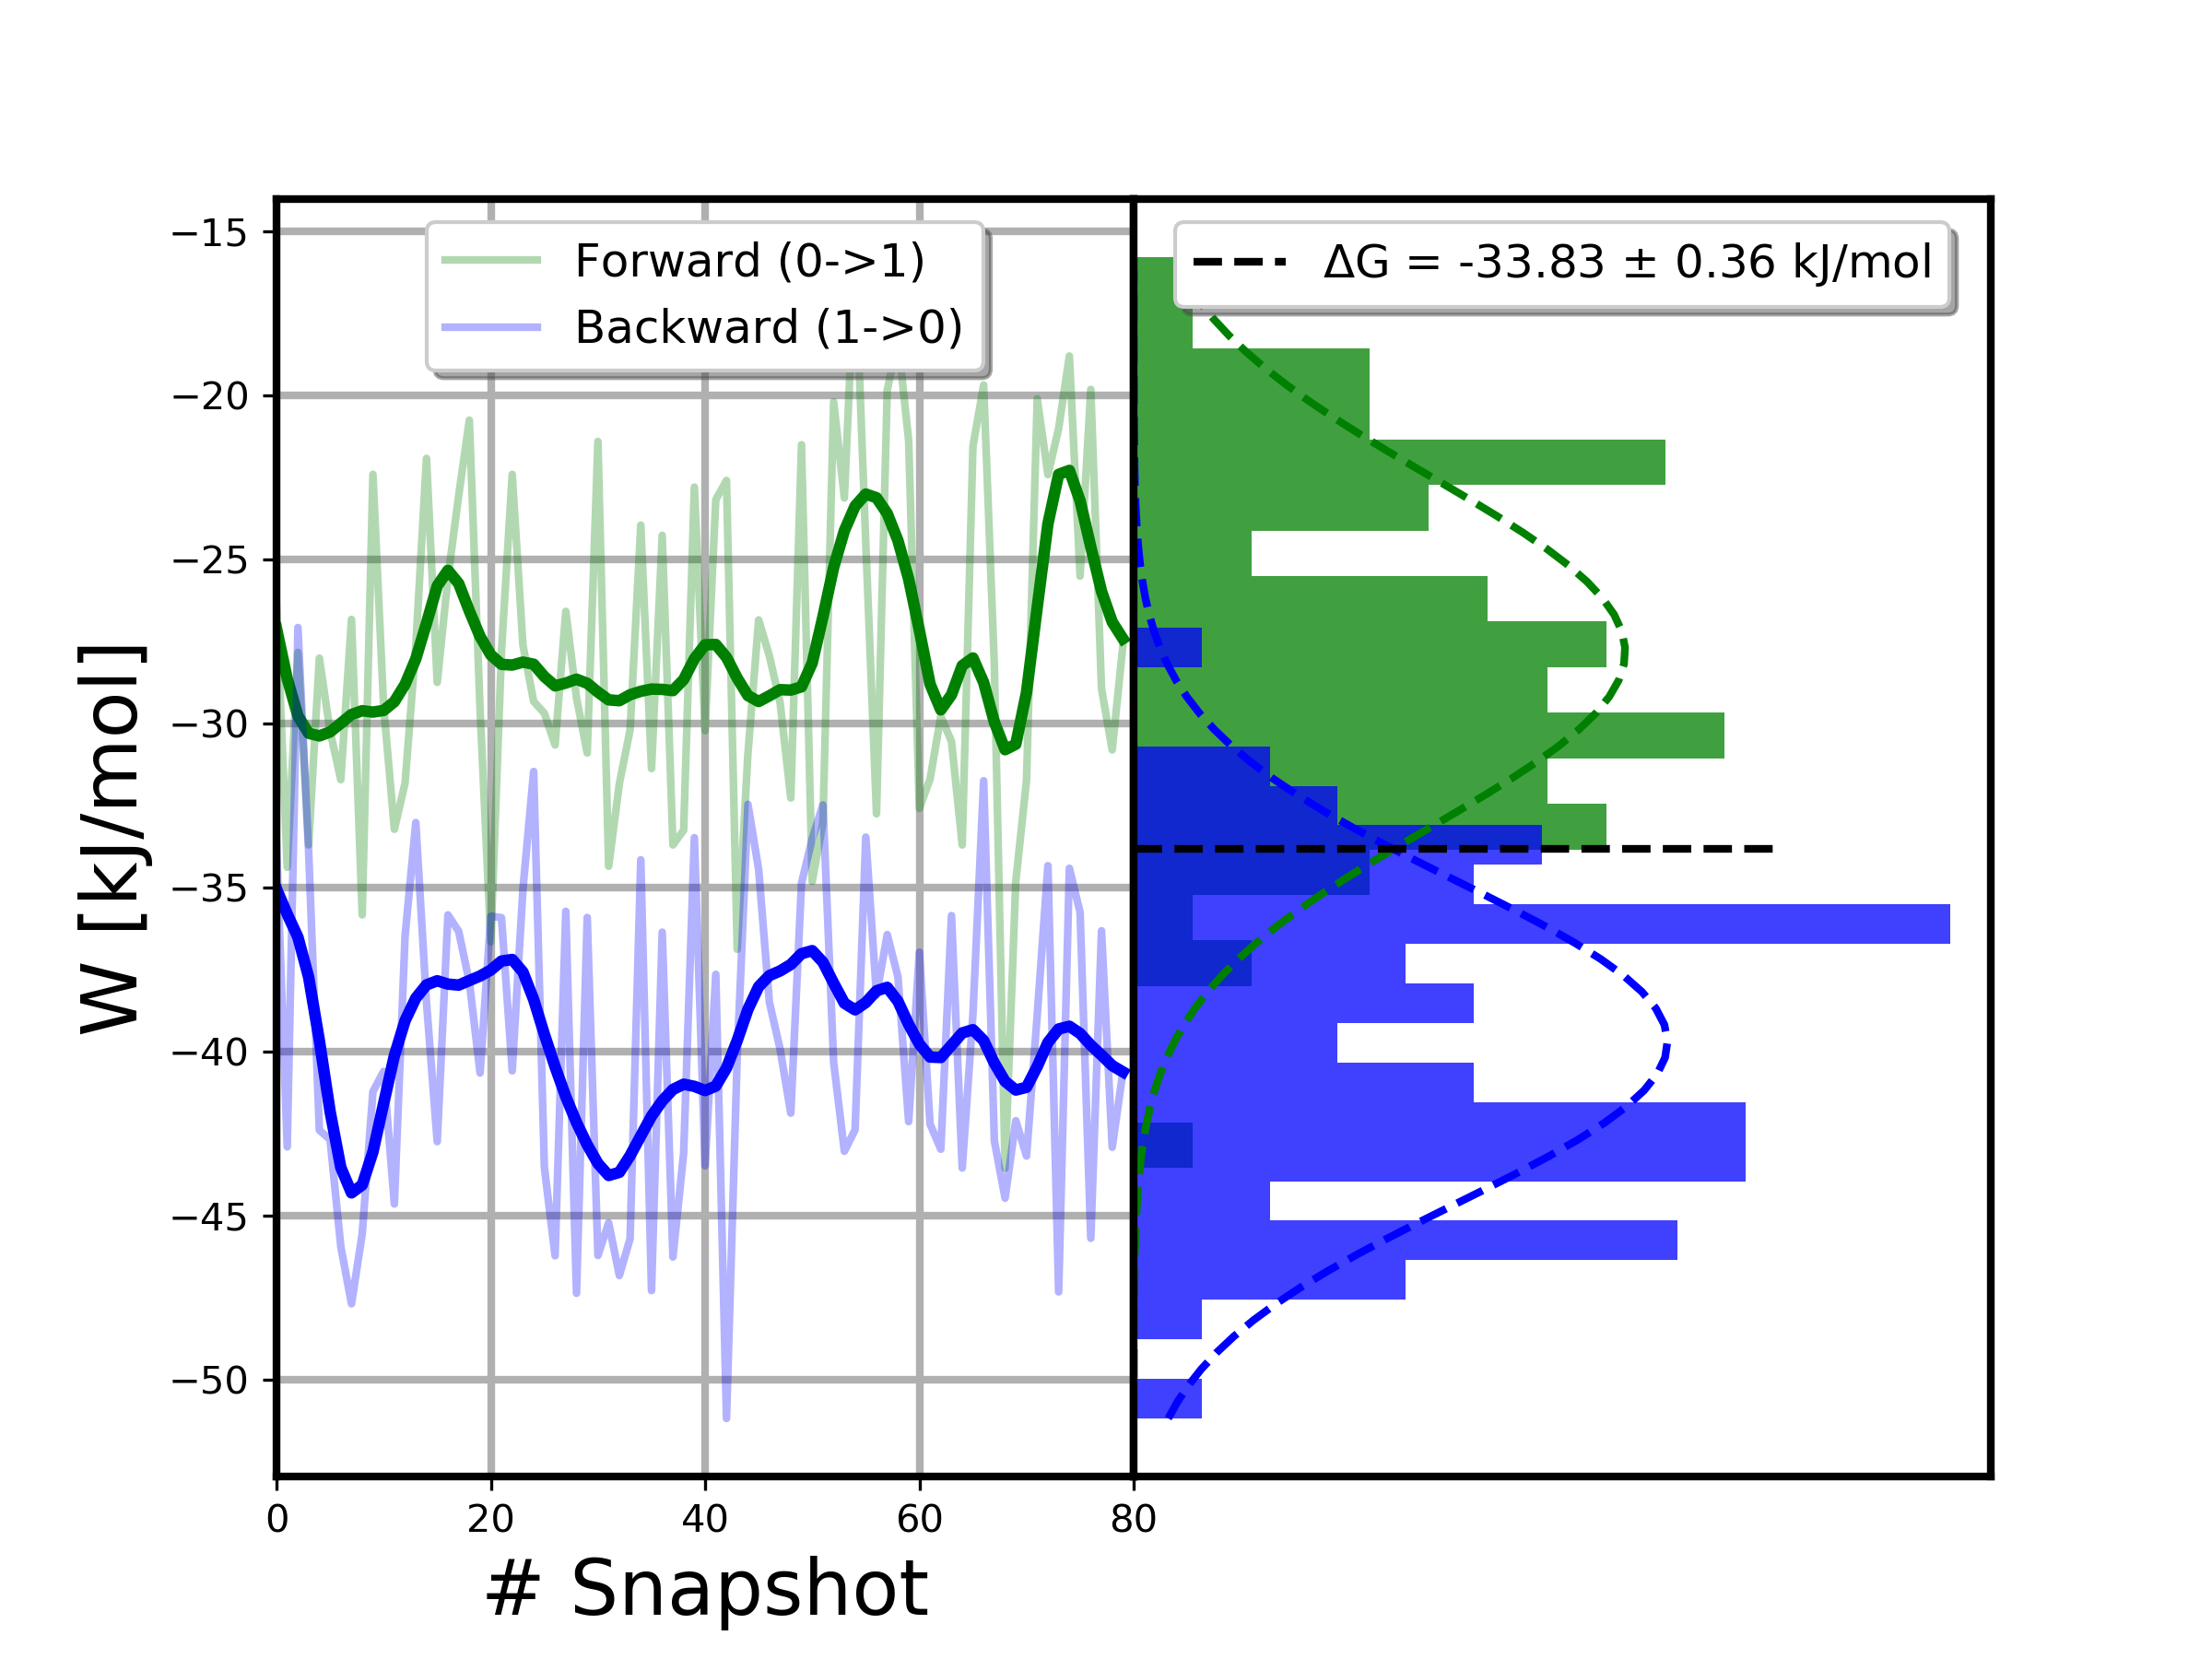 Forward (0->1)
Backward (1->0)
ΔG = -33.83 ± 0.36 kJ/mol
W [kJ/mol]
−15
−20
−25
−30
−35
−40
−45
−50
0 20 40 60 80
# Snapshot